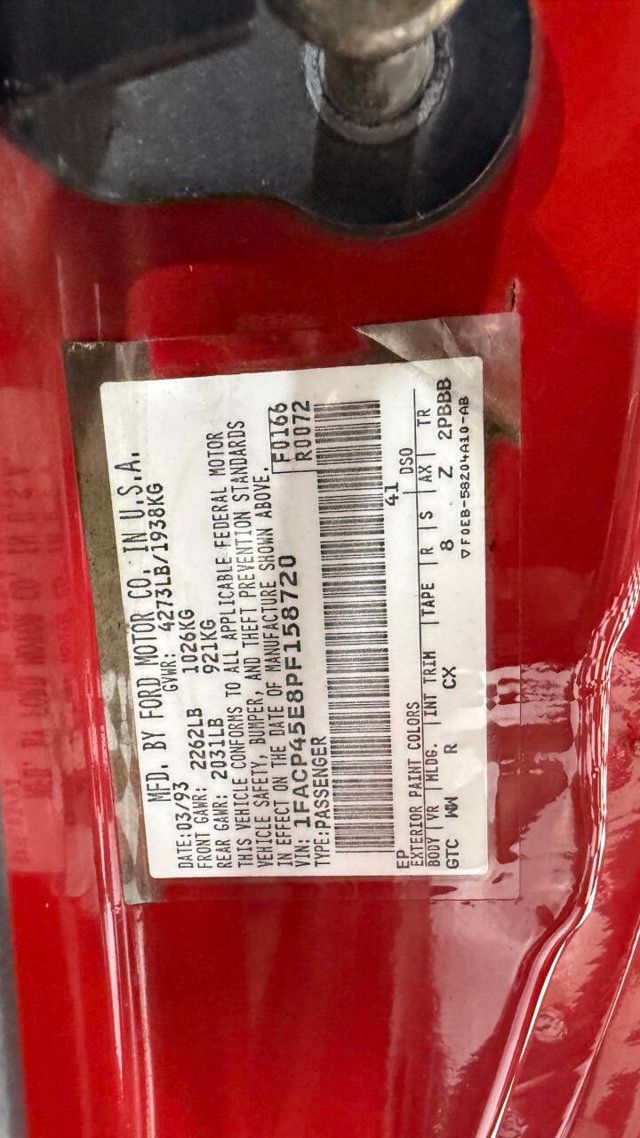 MFD. BY FORD MOTOR CO. IN U.S.A.
DATE: 03/93 GVWR: 4273LB/1938KG
FRONT GAWR: 2262LB 1026KG
REAR GAWR: 2031LB 921KG
THIS VEHICLE CONFORMS TO ALL APPLICABLE FEDERAL MOTOR
VEHICLE SAFETY, BUMPER, AND THEFT PREVENTION STANDARDS
IN EFFECT ON THE DATE OF MANUFACTURE SHOWN ABOVE.
VIN: 1FACP45E8PF158720 F0166
TYPE: PASSENGER R0072
EP 41 DSO
EXTERIOR PAINT COLORS
BODY VR MLDG. INT TRIM TAPE R S AX TR
GTC WW R CX 8 Z 2PBBB
▽F0EB-58204A10-AB